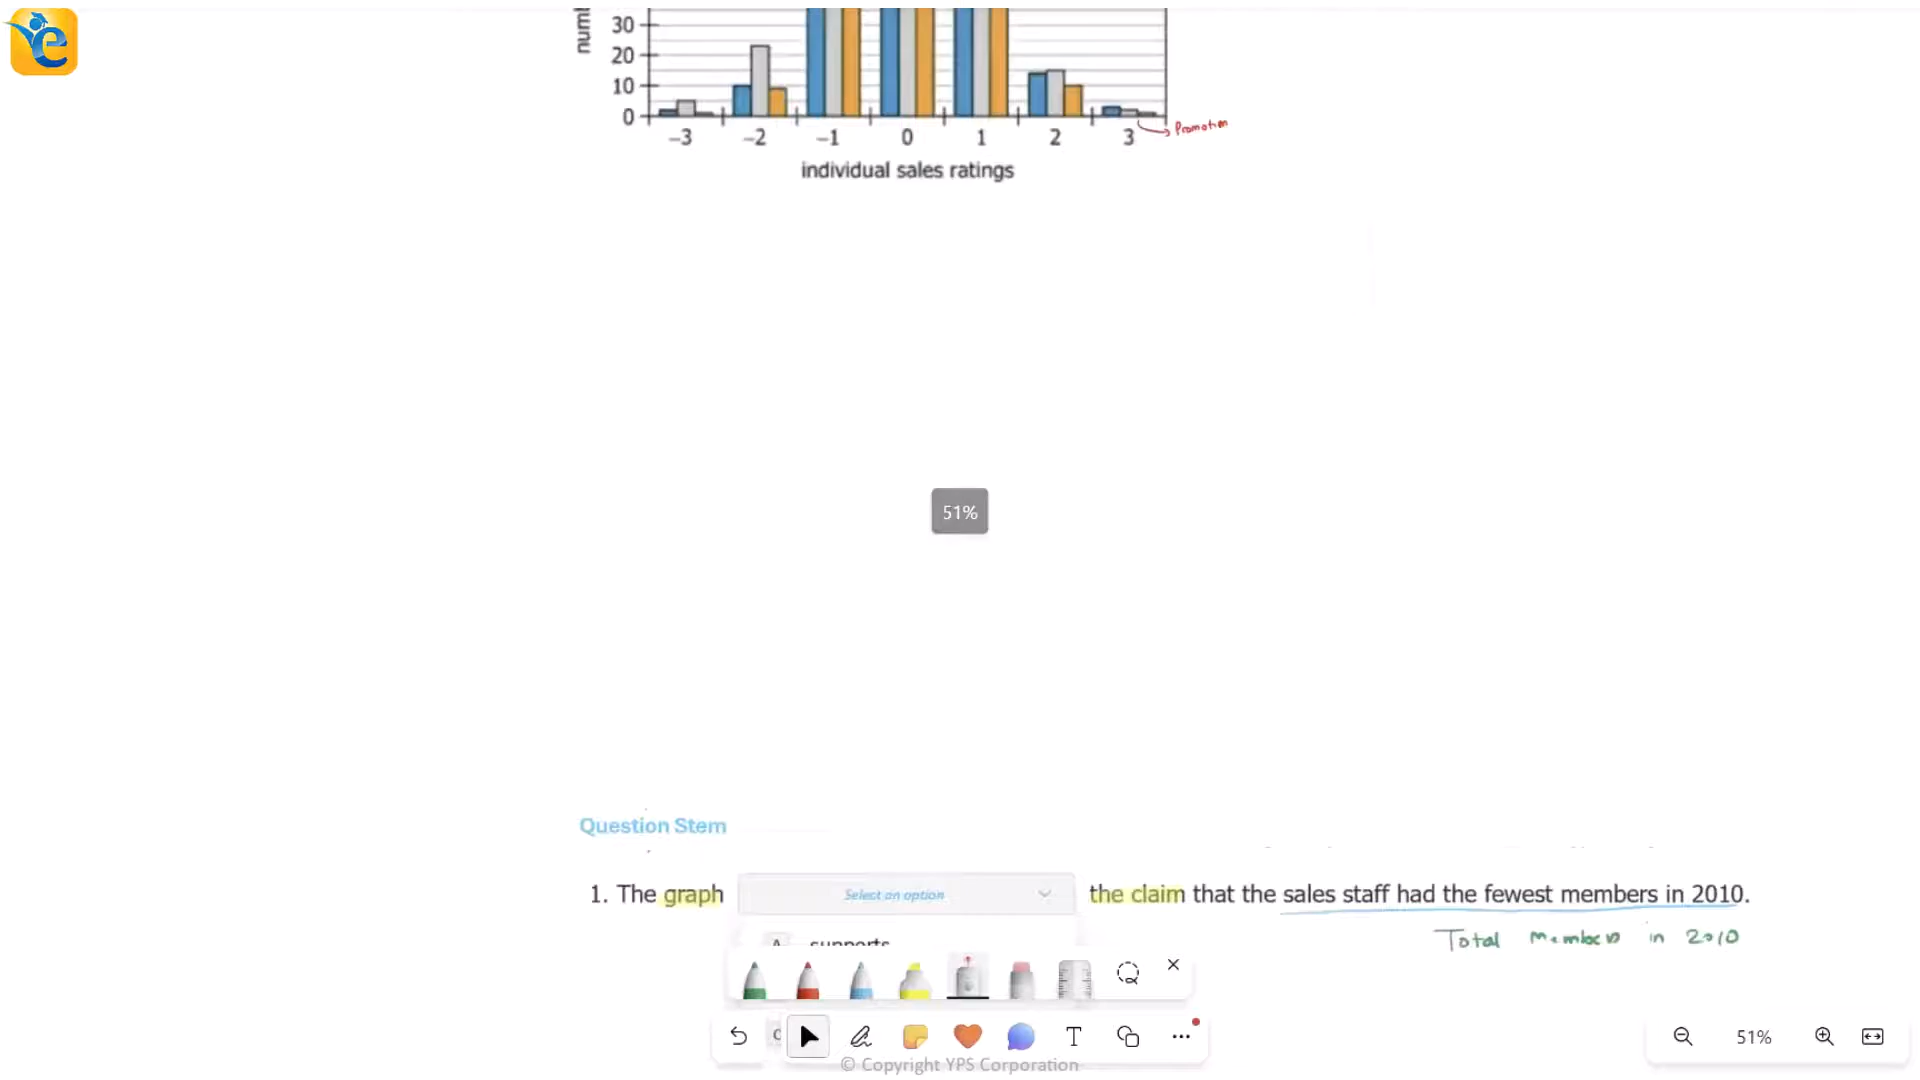 numb
30
20
10
0
-3 -2 -1 0 1 2 3
Promotion
individual sales ratings
51%
Question Stem
1. The graph Select an option the claim that the sales staff had the fewest members in 2010.
A supports
Total Members in 2010
51%
© Copyright YPS Corporation